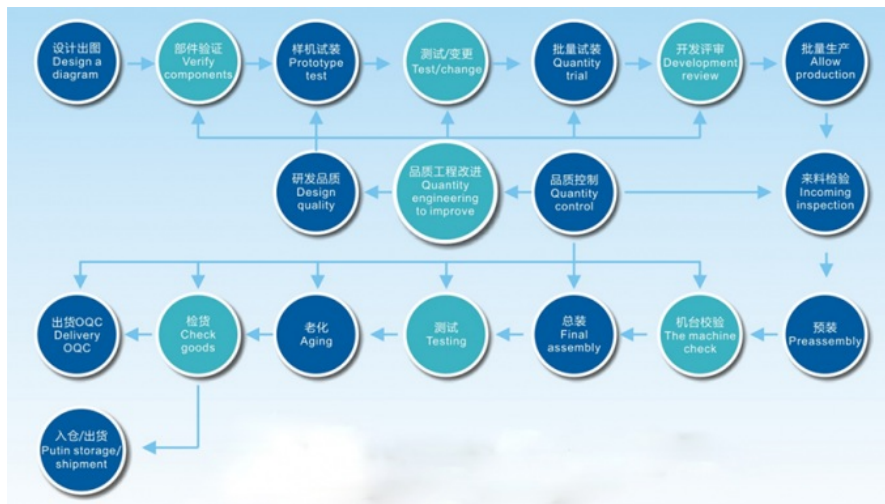 设计出图
Design a
diagram
部件验证
Verify
components
样机试装
Prototype
test
测试/变更
Test/change
批量试装
Quantity
trial
开发评审
Development
review
批量生产
Allow
production
研发品质
Design
quality
品质工程改进
Quantity
engineering
to improve
品质控制
Quantity
control
来料检验
Incoming
inspection
出货OQC
Delivery
OQC
检货
Check
goods
老化
Aging
测试
Testing
总装
Final
assembly
机台校验
The machine
check
预装
Preassembly
入仓/出货
Putin storage/
shipment